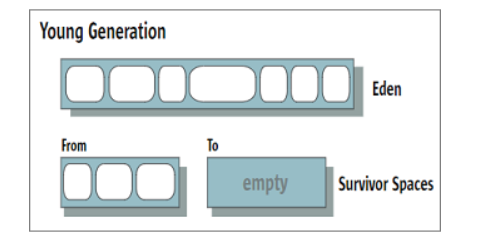 Young Generation
Eden
From To
empty
Survivor Spaces